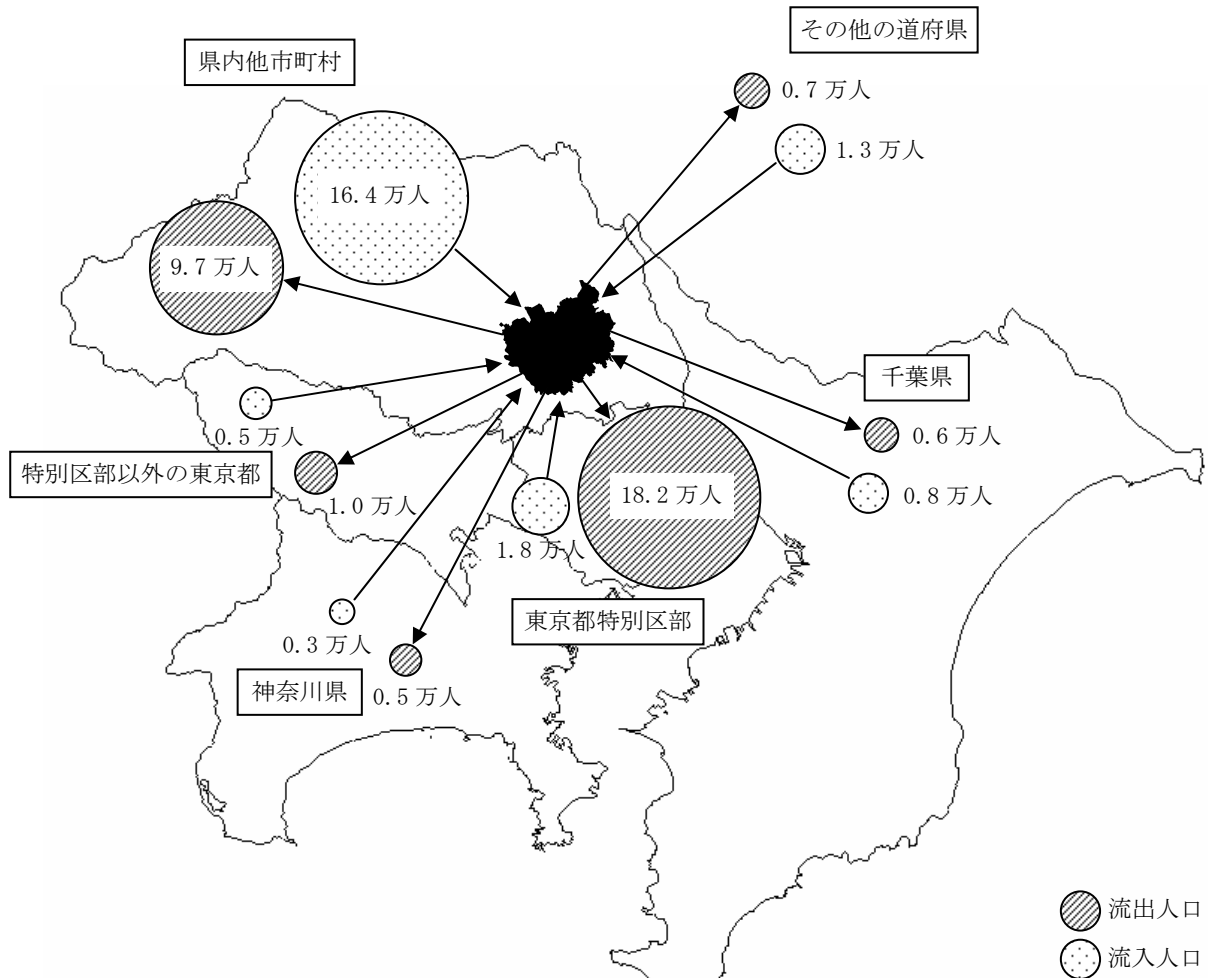 その他の道府県
県内他市町村
0.7 万人
1.3 万人
16.4 万人
9.7 万人
千葉県
0.5 万人
0.6 万人
特別区部以外の東京都
1.0 万人
18.2 万人
0.8 万人
1.8 万人
東京都特別区部
0.3 万人
神奈川県
0.5 万人
流出人口
流入人口